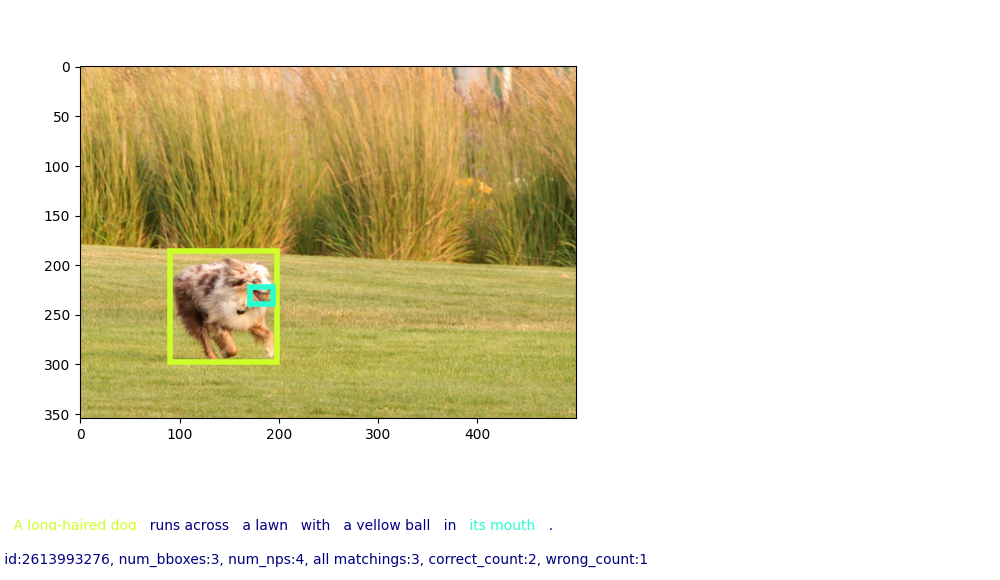 0
50
100
150
200
250
300
350
0 100 200 300 400
A long-haired dog runs across a lawn with a yellow ball in its mouth .
id:2613993276, num_bboxes:3, num_nps:4, all matchings:3, correct_count:2, wrong_count:1